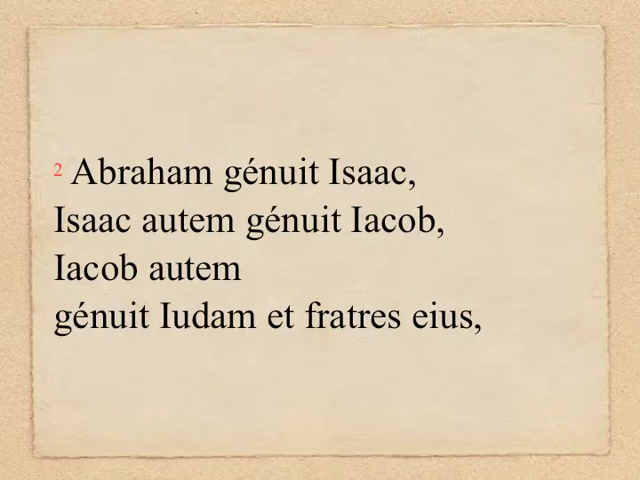 2 Abraham génuit Isaac,
Isaac autem génuit Iacob,
Iacob autem
génuit Iudam et fratres eius,